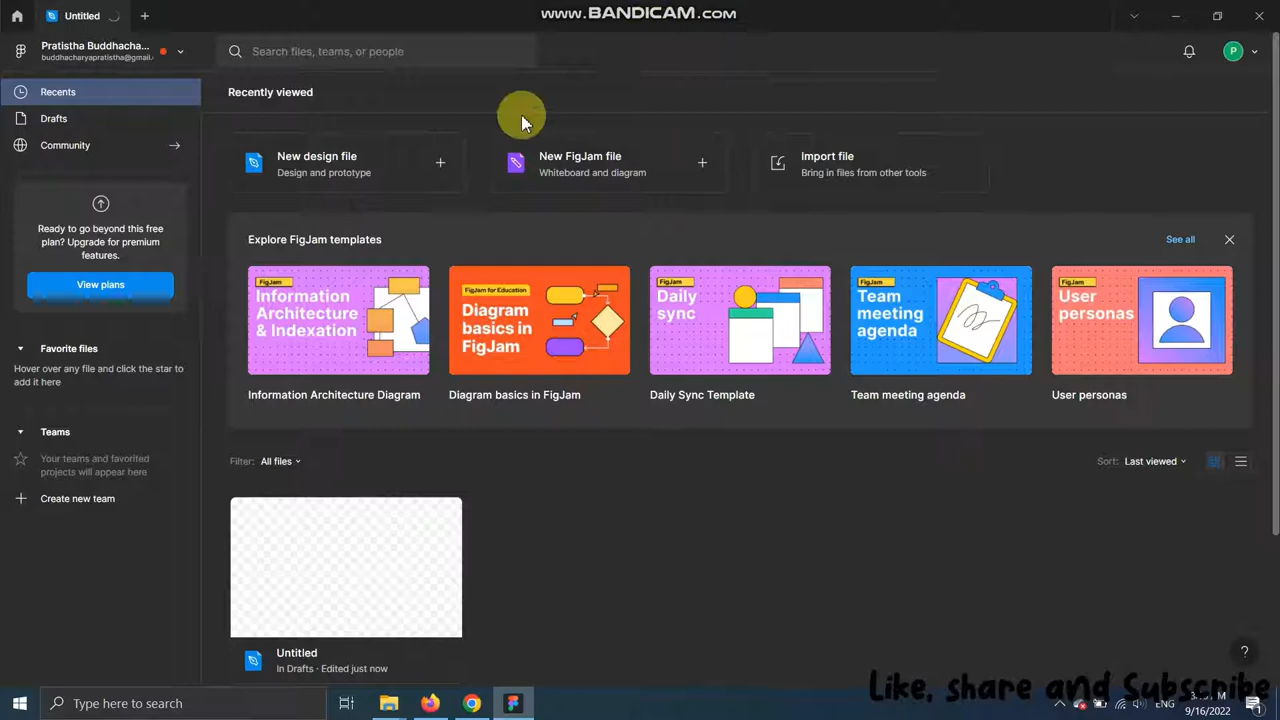 www.BANDICAM.com
Untitled
Pratistha Buddhacha...
buddhacharyapratistha@gmail.
Search files, teams, or people
P
Recents
Drafts
Community
Ready to go beyond this free
plan? Upgrade for premium
features.
View plans
Favorite files
Hover over any file and click the star to
add it here
Teams
Your teams and favorited
projects will appear here
Create new team
Recently viewed
New design file
Design and prototype
New FigJam file
Whiteboard and diagram
Import file
Bring in files from other tools
Explore FigJam templates
See all
FigJam
Information
Architecture
& Indexation
Information Architecture Diagram
FigJam for Education
Diagram
basics in
FigJam
Diagram basics in FigJam
FigJam
Daily
sync
Daily Sync Template
FigJam
Team
meeting
agenda
Team meeting agenda
FigJam
User
personas
User personas
Filter: All files
Sort: Last viewed
Untitled
In Drafts · Edited just now
?
Like, share and Subscribe
Type here to search
ENG
9/16/2022
1